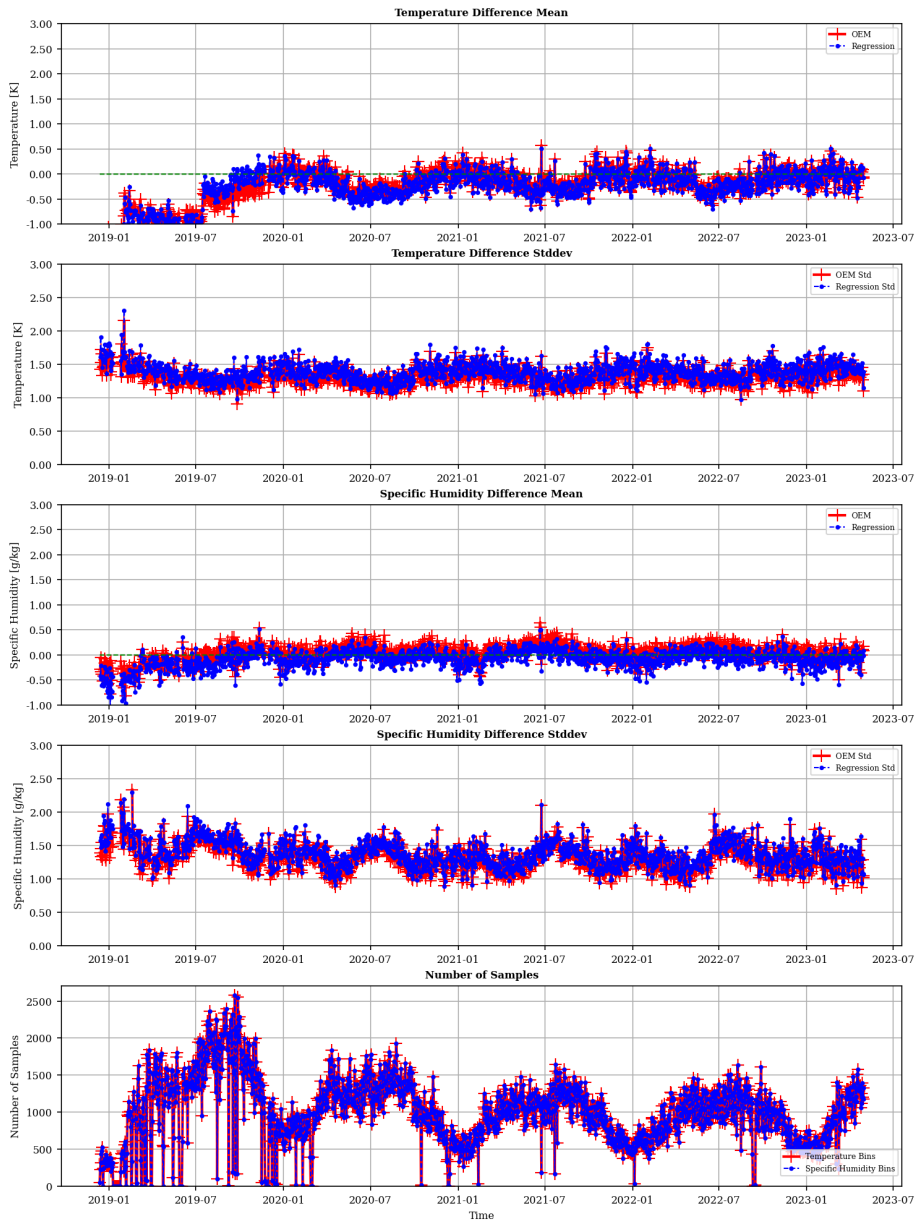 Temperature Difference Mean
Temperature [K]
3.00
2.50
2.00
1.50
1.00
0.50
0.00
-0.50
-1.00
OEM
Regression
2019-01 2019-07 2020-01 2020-07 2021-01 2021-07 2022-01 2022-07 2023-01 2023-07
Temperature Difference Stddev
Temperature [K]
3.00
2.50
2.00
1.50
1.00
0.50
0.00
OEM Std
Regression Std
2019-01 2019-07 2020-01 2020-07 2021-01 2021-07 2022-01 2022-07 2023-01 2023-07
Specific Humidity Difference Mean
Specific Humidity [g/kg]
3.00
2.50
2.00
1.50
1.00
0.50
0.00
-0.50
-1.00
OEM
Regression
2019-01 2019-07 2020-01 2020-07 2021-01 2021-07 2022-01 2022-07 2023-01 2023-07
Specific Humidity Difference Stddev
Specific Humidity [g/kg]
3.00
2.50
2.00
1.50
1.00
0.50
0.00
OEM Std
Regression Std
2019-01 2019-07 2020-01 2020-07 2021-01 2021-07 2022-01 2022-07 2023-01 2023-07
Number of Samples
Number of Samples
2500
2000
1500
1000
500
0
Temperature Bins
Specific Humidity Bins
2019-01 2019-07 2020-01 2020-07 2021-01 2021-07 2022-01 2022-07 2023-01 2023-07
Time